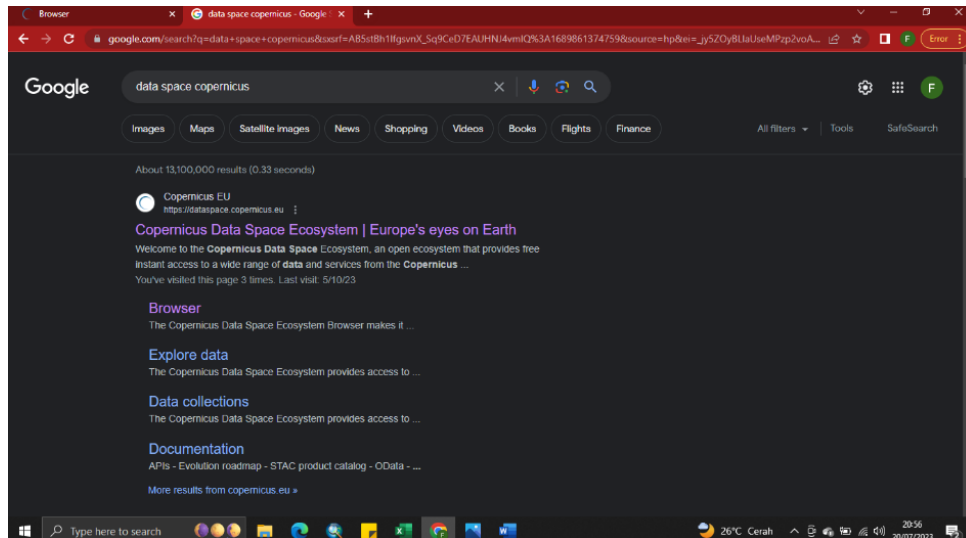 Browser
data space copernicus - Google
google.com/search?q=data+space+copernicus&sxsrf=
Error
Google
data space copernicus
F
Images Maps Satellite images News Shopping Videos Books Flights Finance All filters Tools SafeSearch
About 13,100,000 results (0.33 seconds)
Copernicus EU
https://dataspace.copernicus.eu
Copernicus Data Space Ecosystem | Europe's eyes on Earth
Welcome to the Copernicus Data Space Ecosystem, an open ecosystem that provides free
instant access to a wide range of data and services from the Copernicus ...
You've visited this page 3 times. Last visit: 5/10/23
Browser
The Copernicus Data Space Ecosystem Browser makes it ...
Explore data
The Copernicus Data Space Ecosystem provides access to ...
Data collections
The Copernicus Data Space Ecosystem provides access to ...
Documentation
APIs - Evolution roadmap - STAC product catalog - OData - ...
More results from copernicus.eu »
Type here to search
26°C Cerah
20:56
20/07/2023